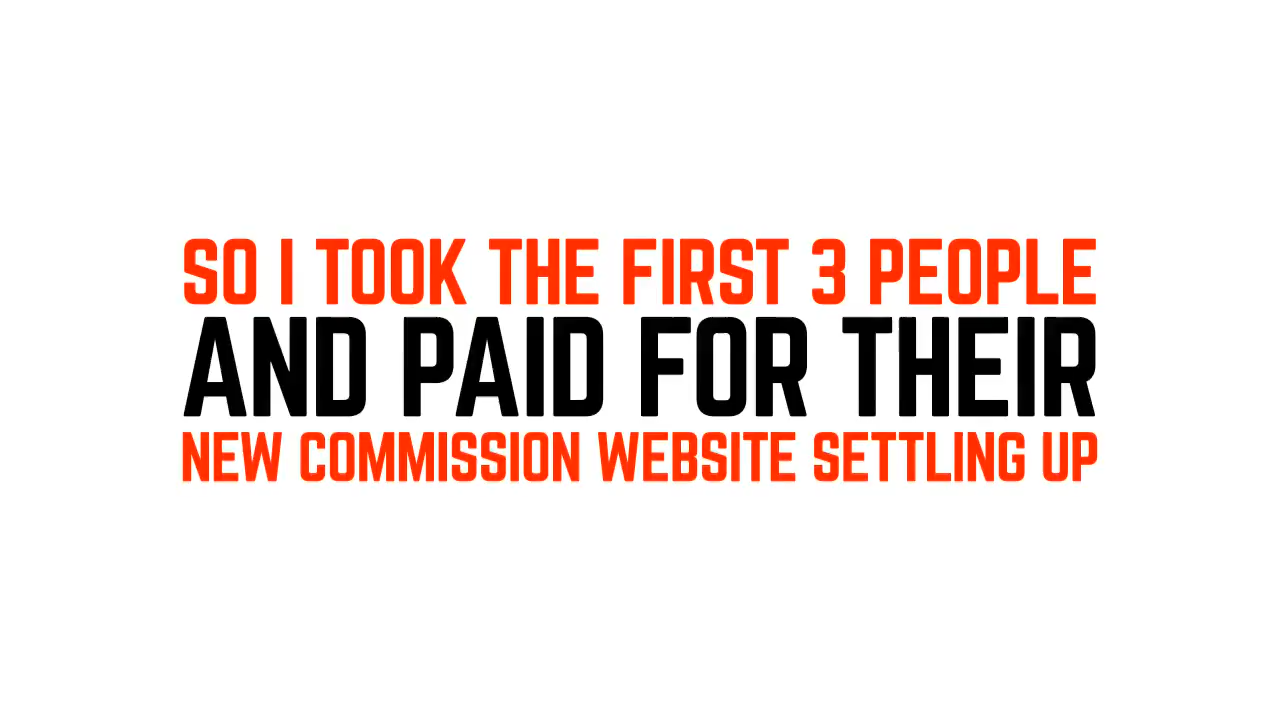 SO I TOOK THE FIRST 3 PEOPLE
AND PAID FOR THEIR
NEW COMMISSION WEBSITE SETTLING UP